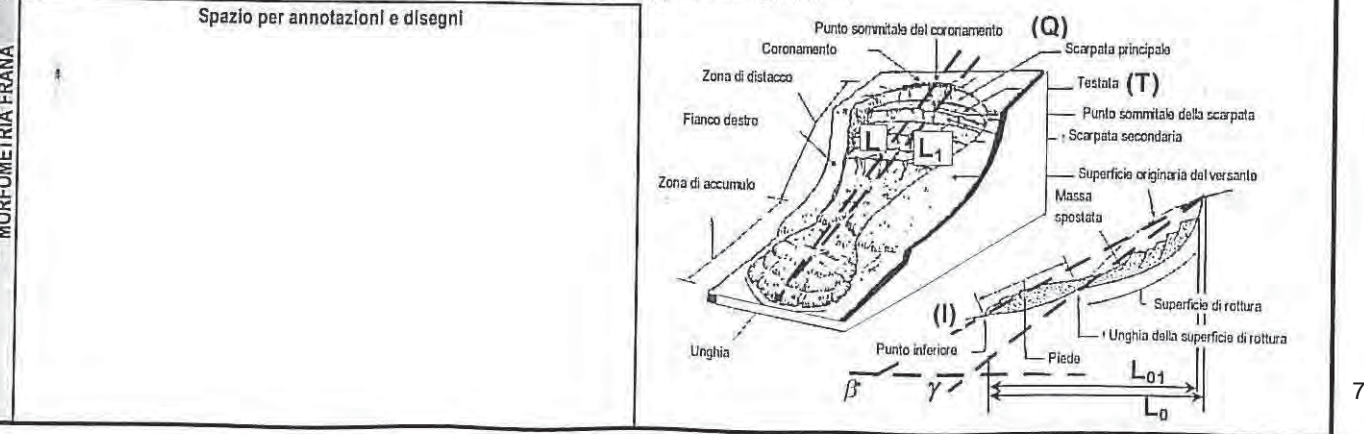 MORFOMETRIA FRANA
Spazio per annotazioni e disegni
Punto sommitale del coronamento (Q)
Coronamento
Scarpata principale
Zona di distacco
Testata (T)
Fianco destro
Punto sommitale della scarpata
Scarpata secondaria
L
L₁
Zona di accumulo
Superficie originaria del versante
Massa
spostata
(I)
Superficie di rottura
Unghia della superficie di rottura
Unghia
Punto inferiore
Piede
β
γ
L₀₁
L₀
7